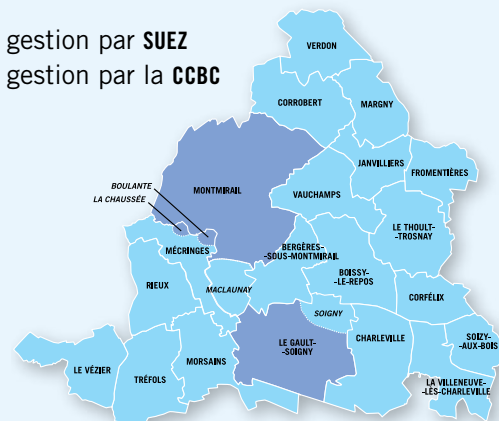 gestion par SUEZ
gestion par la CCBC
VERDON
CORROBERT
MARGNY
JANVILLIERS
FROMENTIÈRES
BOULANTE
LA CHAUSSÉE
MONTMIRAIL
VAUCHAMPS
LE THOULT-
-TROSNAY
MÉCRINGES
BERGÈRES-
-SOUS-MONTMIRAIL
BOISSY-
-LE-REPOS
RIEUX
MACLAUNAY
CORFÉLIX
SOIGNY
LE GAULT-
-SOIGNY
CHARLEVILLE
SOIZY-
-AUX-BOIS
LE VÉZIER
TRÉFOLS
MORSAINS
LA VILLENEUVE-
-LÈS-CHARLEVILLE